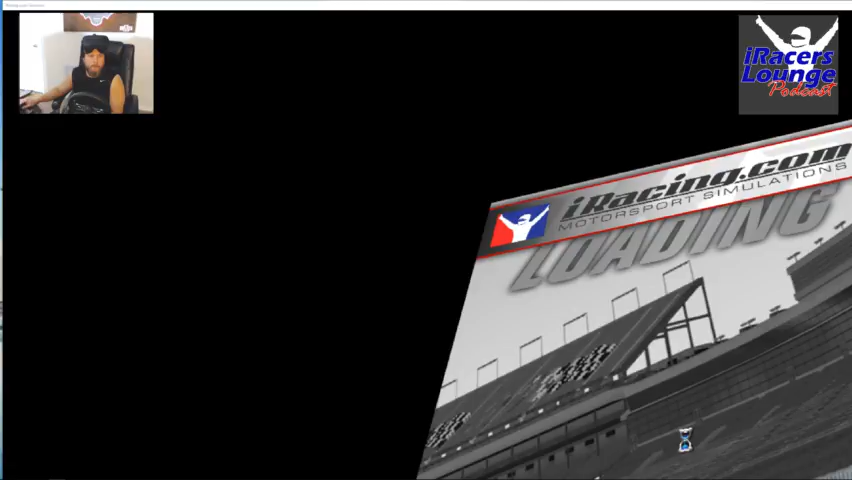 iRacers
Lounge
Podcast
iRacing.com
MOTORSPORT SIMULATIONS
LOADING